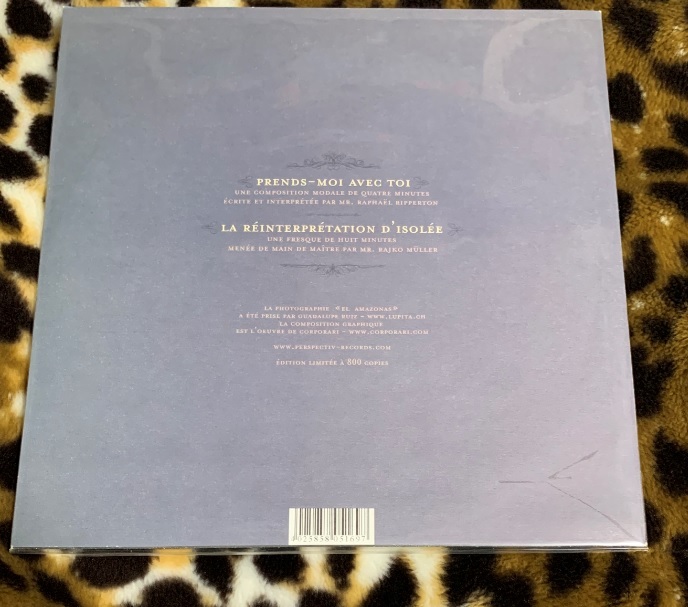 PRENDS-MOI AVEC TOI
UNE COMPOSITION MODALE DE QUATRE MINUTES
ÉCRITE ET INTERPRÉTÉE PAR MR. RAPHAËL RIPPERTON
LA RÉINTERPRÉTATION D'ISOLÉE
UNE FRESQUE DE HUIT MINUTES
MENÉE DE MAIN DE MAÎTRE PAR MR. RAJKO MÜLLER
LA PHOTOGRAPHIE «EL AMAZONAS»
A ÉTÉ PRISE PAR GUADALUPE RUIZ - WWW.LUPITA.CH
LA COMPOSITION GRAPHIQUE
EST L'OEUVRE DE CORPORABI - WWW.CORPORABI.COM
WWW.PERSPECTIV-RECORDS.COM
ÉDITION LIMITÉE À 800 COPIES